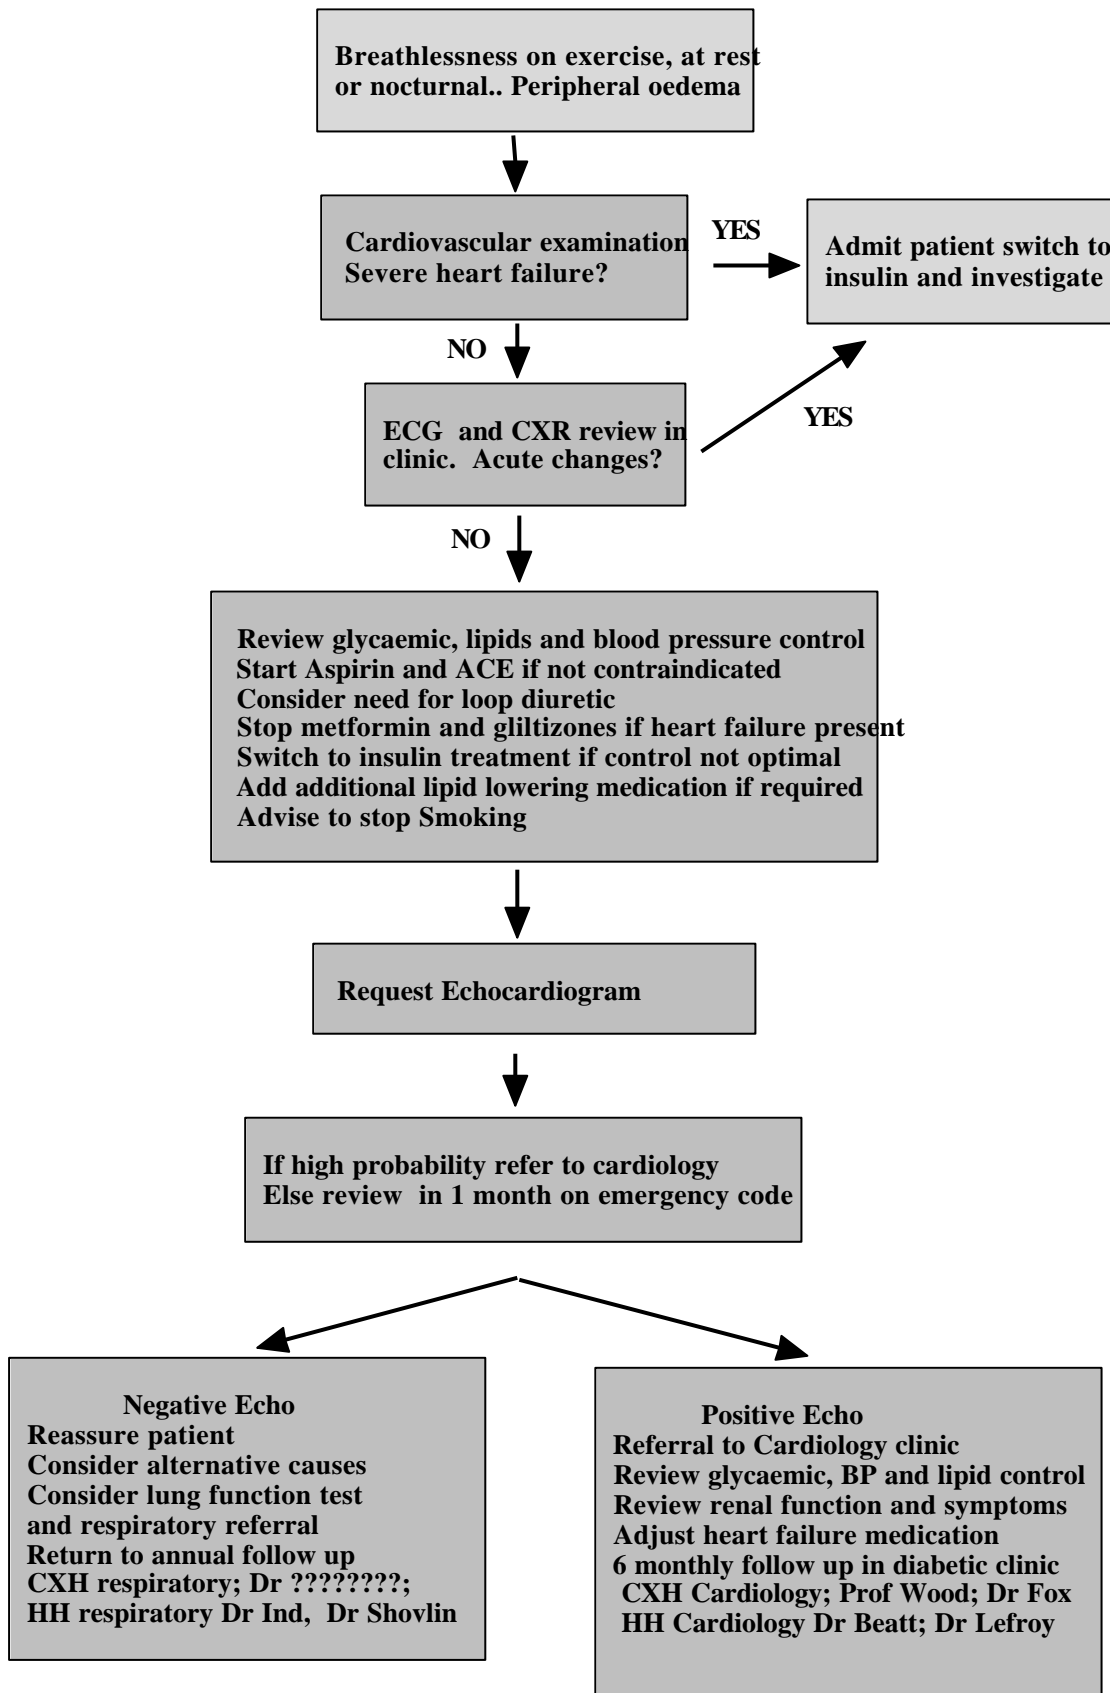 Breathlessness on exercise, at rest
or nocturnal.. Peripheral oedema
Cardiovascular examination
Severe heart failure?
YES
Admit patient switch to
insulin and investigate
NO
ECG and CXR review in
clinic. Acute changes?
YES
NO
Review glycaemic, lipids and blood pressure control
Start Aspirin and ACE if not contraindicated
Consider need for loop diuretic
Stop metformin and gliltizones if heart failure present
Switch to insulin treatment if control not optimal
Add additional lipid lowering medication if required
Advise to stop Smoking
Request Echocardiogram
If high probability refer to cardiology
Else review in 1 month on emergency code
Negative Echo
Reassure patient
Consider alternative causes
Consider lung function test
and respiratory referral
Return to annual follow up
CXH respiratory; Dr ????????;
HH respiratory Dr Ind, Dr Shovlin
Positive Echo
Referral to Cardiology clinic
Review glycaemic, BP and lipid control
Review renal function and symptoms
Adjust heart failure medication
6 monthly follow up in diabetic clinic
CXH Cardiology; Prof Wood; Dr Fox
HH Cardiology Dr Beatt; Dr Lefroy